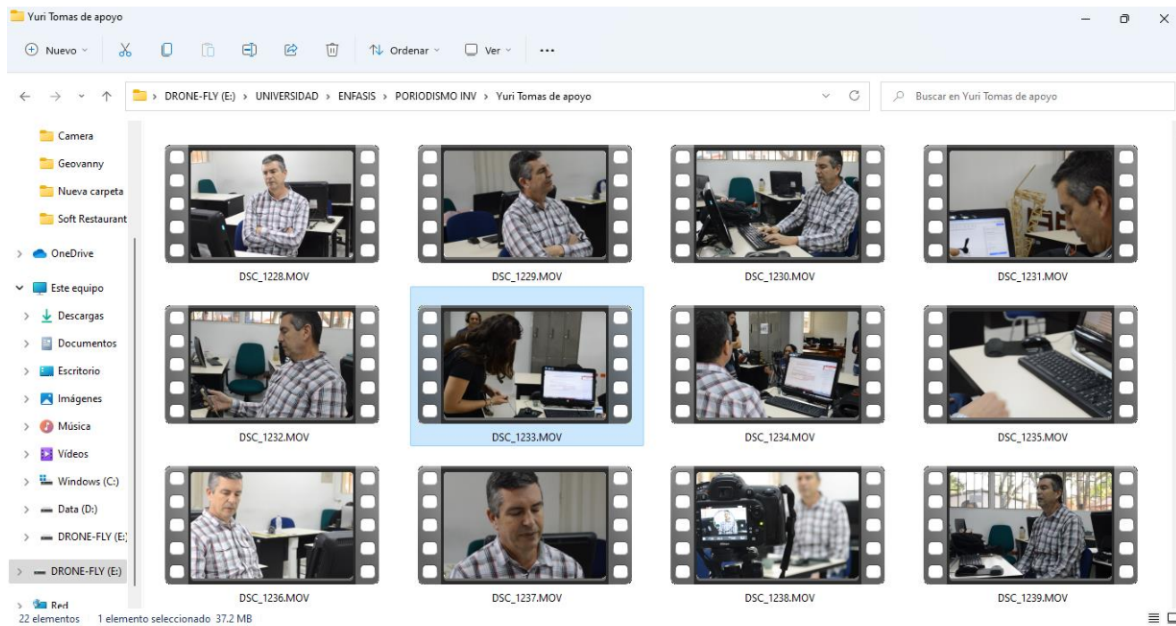 Yuri Tomas de apoyo
Nuevo
Ordenar
Ver
DRONE-FLY (E:) > UNIVERSIDAD > ENFASIS > PORIODISMO INV > Yuri Tomas de apoyo
Buscar en Yuri Tomas de apoyo
Camera
Geovanny
Nueva carpeta
Soft Restaurant
OneDrive
Este equipo
Descargas
Documentos
Escritorio
Imágenes
Música
Vídeos
Windows (C:)
Data (D:)
DRONE-FLY (E:
DRONE-FLY (E:)
Red
DSC_1228.MOV
DSC_1229.MOV
DSC_1230.MOV
DSC_1231.MOV
DSC_1232.MOV
DSC_1233.MOV
DSC_1234.MOV
DSC_1235.MOV
DSC_1236.MOV
DSC_1237.MOV
DSC_1238.MOV
DSC_1239.MOV
22 elementos 1 elemento seleccionado 37.2 MB